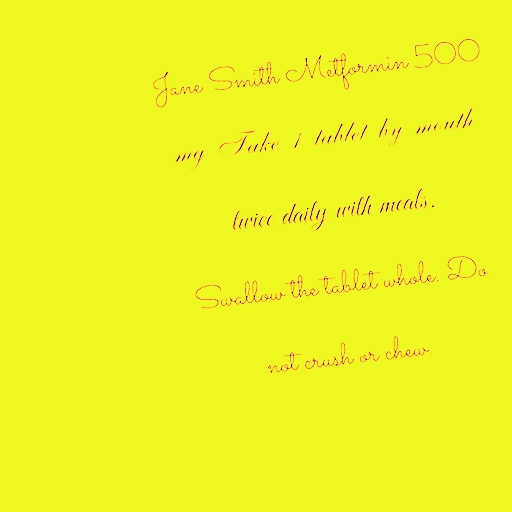 Jane Smith Metformin 500
mg Take 1 tablet by mouth
twice daily with meals.
Swallow the tablet whole. Do
not crush or chew